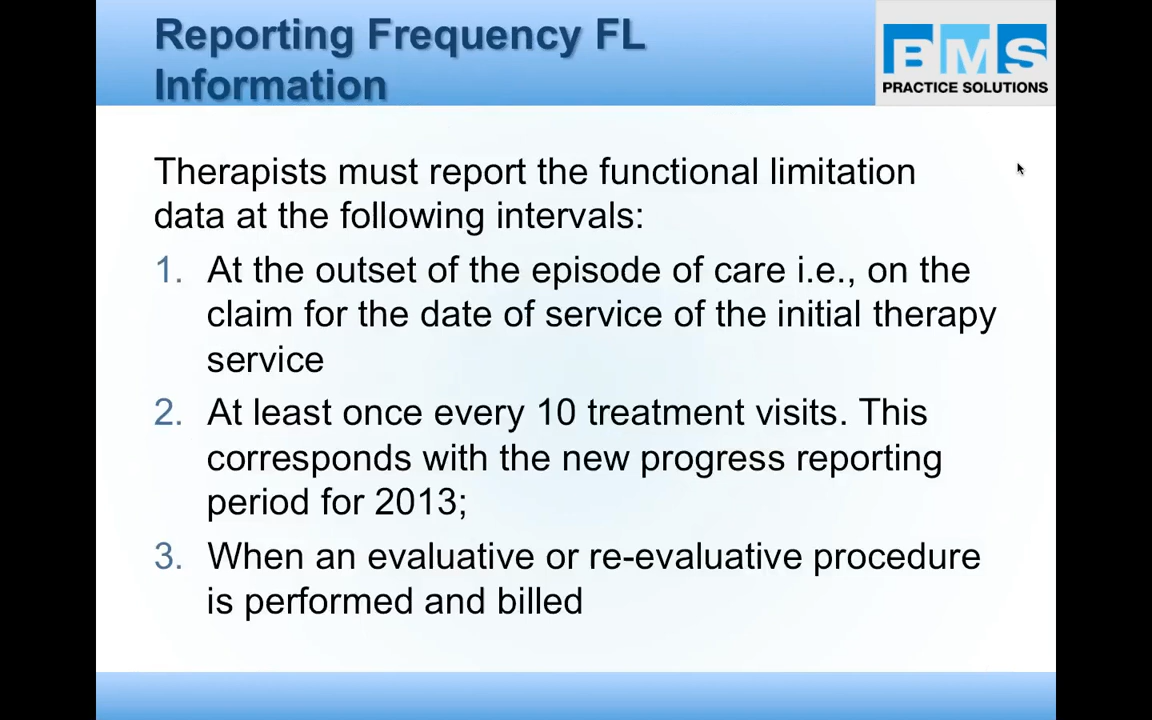 Reporting Frequency FL
Information
BMS
PRACTICE SOLUTIONS
Therapists must report the functional limitation
data at the following intervals:
1. At the outset of the episode of care i.e., on the
claim for the date of service of the initial therapy
service
2. At least once every 10 treatment visits. This
corresponds with the new progress reporting
period for 2013;
3. When an evaluative or re-evaluative procedure
is performed and billed